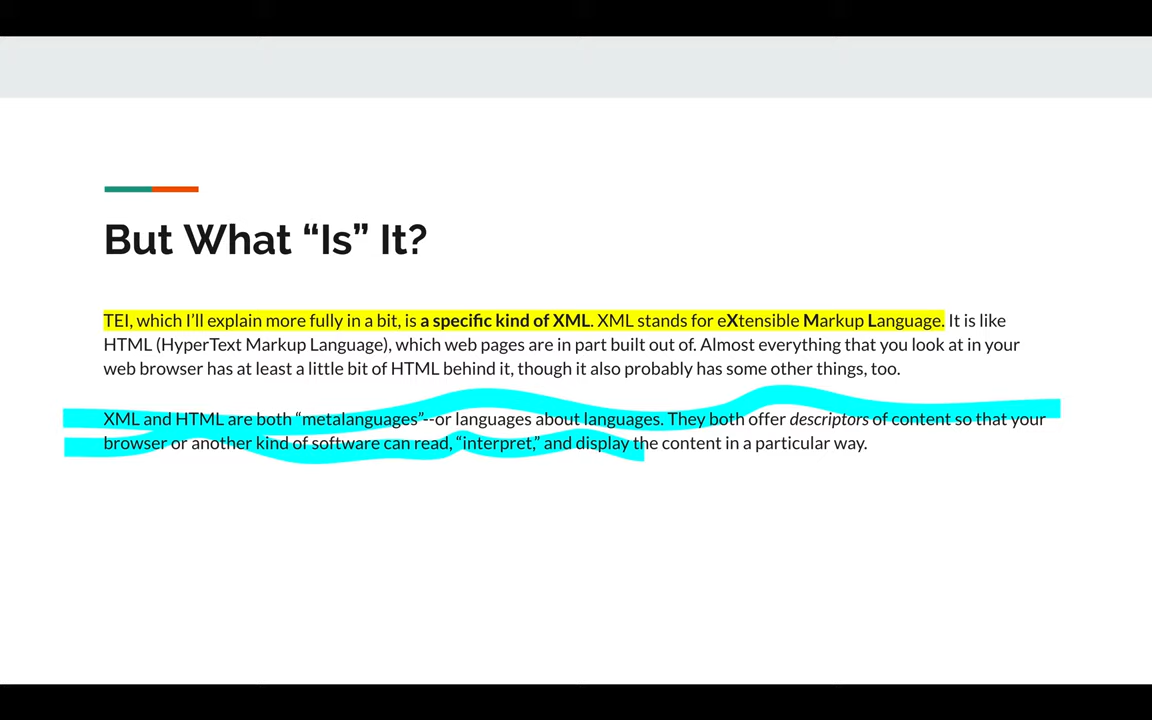 But What “Is” It?
TEI, which I’ll explain more fully in a bit, is a specific kind of XML. XML stands for eXtensible Markup Language. It is like
HTML (HyperText Markup Language), which web pages are in part built out of. Almost everything that you look at in your
web browser has at least a little bit of HTML behind it, though it also probably has some other things, too.
XML and HTML are both “metalanguages”--or languages about languages. They both offer descriptors of content so that your
browser or another kind of software can read, “interpret,” and display the content in a particular way.